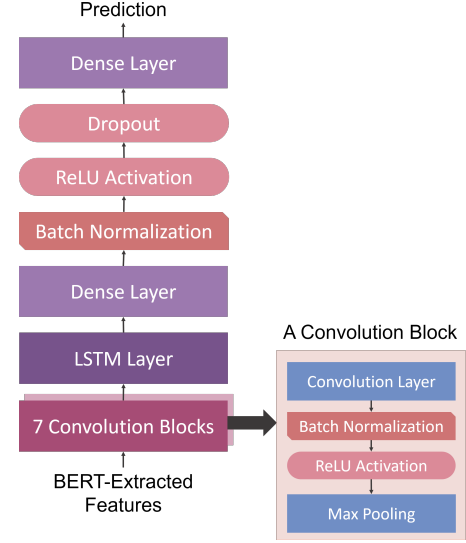 Prediction
Dense Layer
Dropout
ReLU Activation
Batch Normalization
Dense Layer
LSTM Layer
7 Convolution Blocks
BERT-Extracted
Features
A Convolution Block
Convolution Layer
Batch Normalization
ReLU Activation
Max Pooling